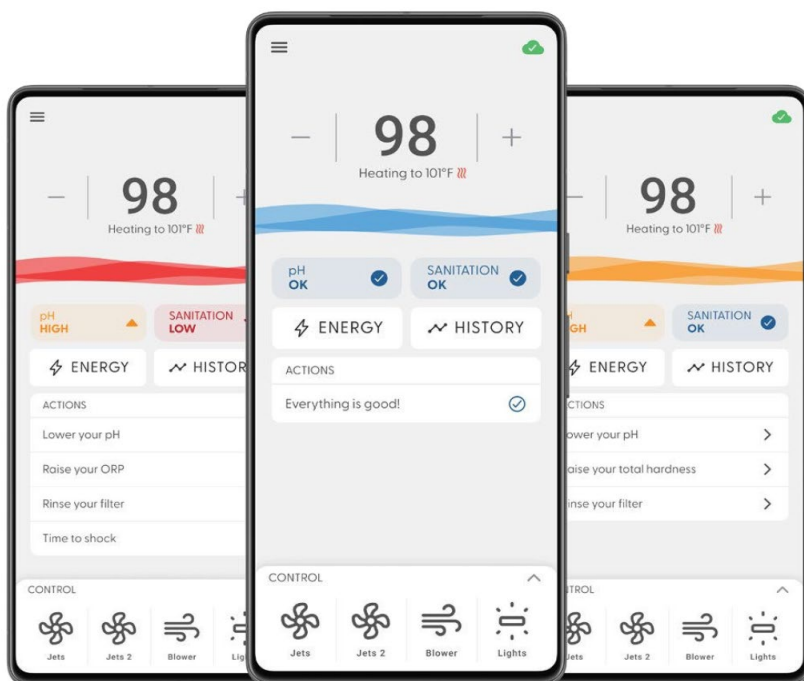 98
Heating to 101°F
pH
HIGH
SANITATION
LOW
ENERGY
HISTOR
ACTIONS
Lower your pH
Raise your ORP
Rinse your filter
Time to shock
CONTROL
Jets
Jets 2
Blower
Lig
98
Heating to 101°F
pH
OK
SANITATION
OK
ENERGY
HISTORY
ACTIONS
Everything is good!
CONTROL
Jets
Jets 2
Blower
Lights
98
Heating to 101°F
GH
SANITATION
OK
ENERGY
HISTORY
CTIONS
ower your pH
aise your total hardness
inse your filter
TROL
Jets
Jets 2
Blower
Lights